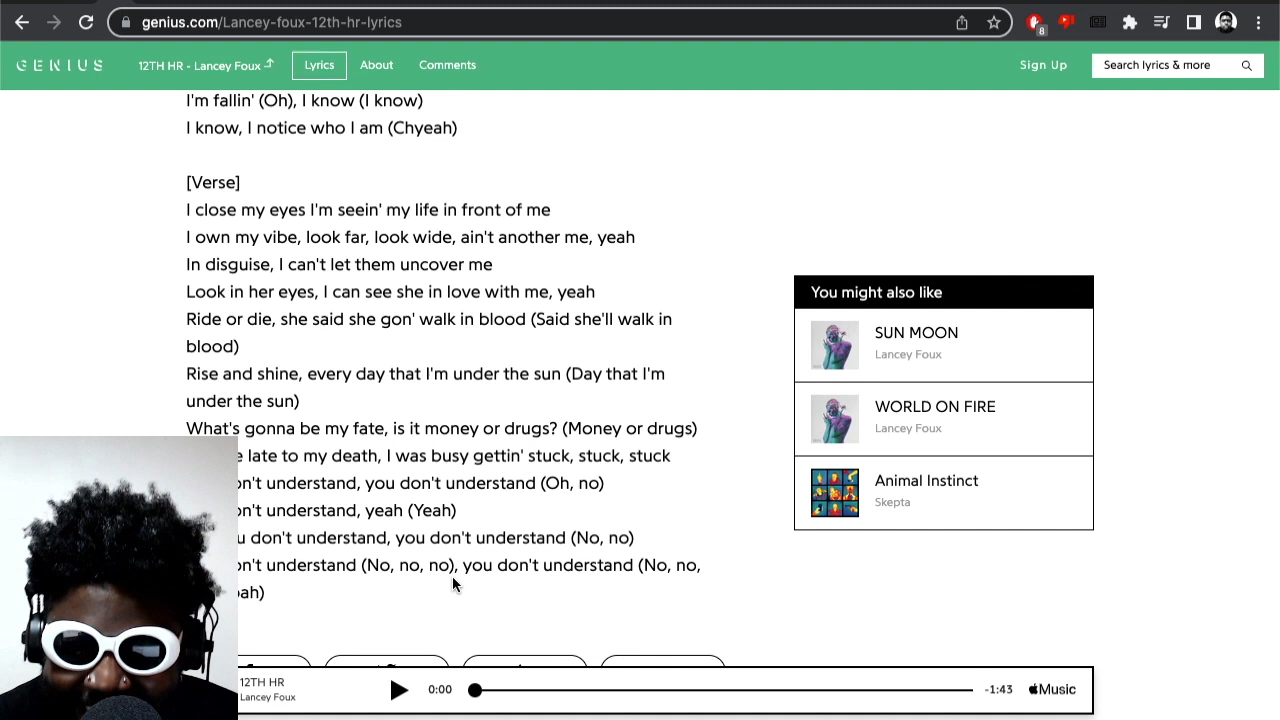 genius.com/Lancey-foux-12th-hr-lyrics
8
GENIUS
12TH HR - Lancey Foux
Lyrics
About
Comments
Sign Up
Search lyrics & more
I'm fallin' (Oh), I know (I know)
I know, I notice who I am (Chyeah)
[Verse]
I close my eyes I'm seein' my life in front of me
I own my vibe, look far, look wide, ain't another me, yeah
In disguise, I can't let them uncover me
Look in her eyes, I can see she in love with me, yeah
Ride or die, she said she gon' walk in blood (Said she'll walk in
blood)
Rise and shine, every day that I'm under the sun (Day that I'm
under the sun)
What's gonna be my fate, is it money or drugs? (Money or drugs)
late to my death, I was busy gettin' stuck, stuck, stuck
understand, you don't understand (Oh, no)
understand, yeah (Yeah)
don't understand, you don't understand (No, no)
understand (No, no, no), you don't understand (No, no,
You might also like
SUN MOON
Lancey Foux
WORLD ON FIRE
Lancey Foux
Animal Instinct
Skepta
12TH HR
Lancey Foux
0:00
-1:43
Music